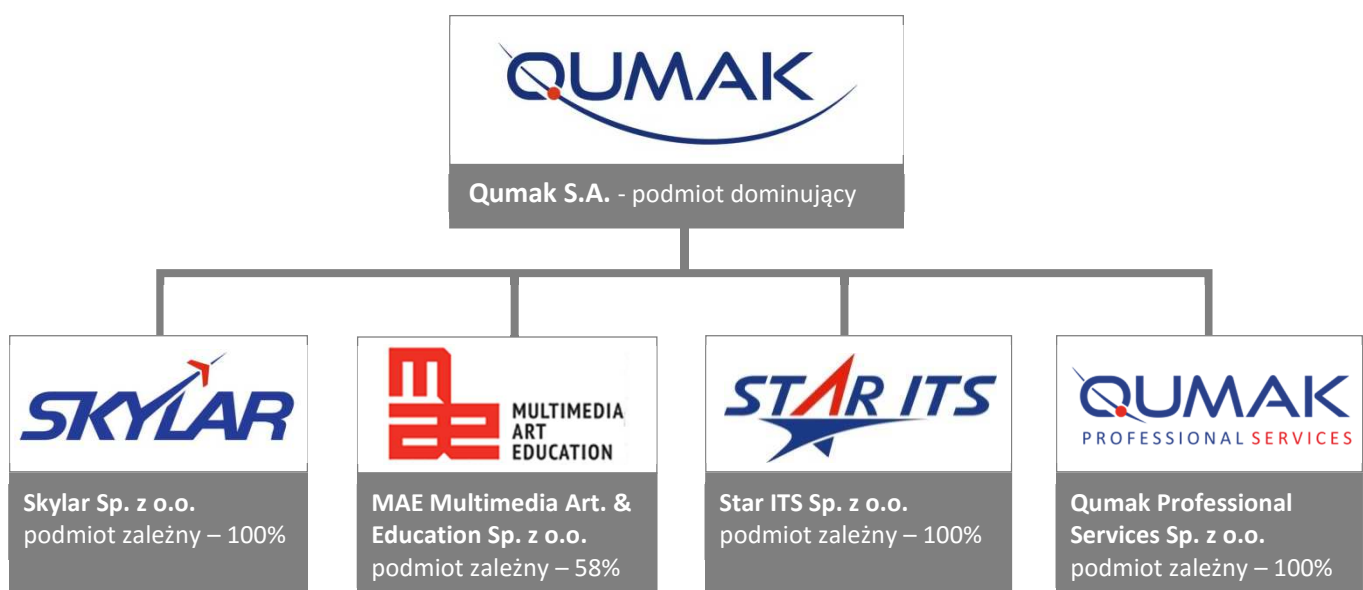 QUMAK
Qumak S.A. - podmiot dominujący
SKYLAR
Skylar Sp. z o.o.
podmiot zależny – 100%
mae
MULTIMEDIA
ART
EDUCATION
MAE Multimedia Art. &
Education Sp. z o.o.
podmiot zależny – 58%
STAR ITS
Star ITS Sp. z o.o.
podmiot zależny – 100%
QUMAK
PROFESSIONAL SERVICES
Qumak Professional
Services Sp. z o.o.
podmiot zależny – 100%